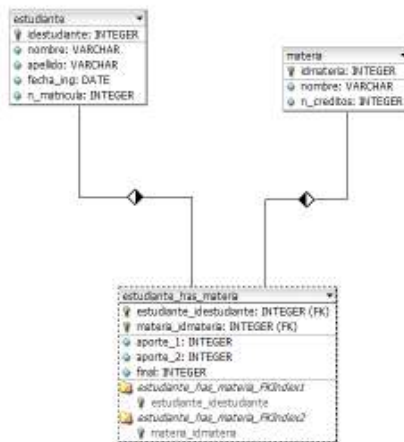 estudiante
idestudiante: INTEGER
nombre: VARCHAR
apellido: VARCHAR
fecha_ing: DATE
n_matricula: INTEGER
materia
idmateria: INTEGER
nombre: VARCHAR
n_creditos: INTEGER
estudiante_has_materia
estudiante_idestudiante: INTEGER (FK)
materia_idmateria: INTEGER (FK)
aporte_1: INTEGER
aporte_2: INTEGER
final: INTEGER
estudiante_has_materia_FKIndex1
estudiante_idestudiante
estudiante_has_materia_FKIndex2
materia_idmateria